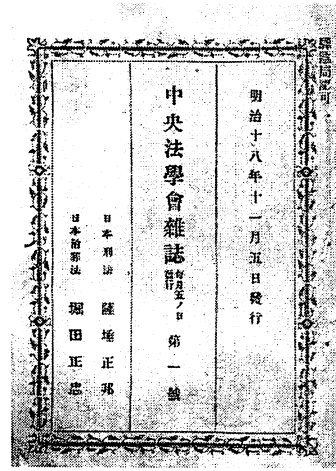 明治十八年十一月五日發行
中央法學會雜誌 毎月五ノ日發行 第一號
日本刑法 薩埵正邦
日本治罪法 堀田正忠